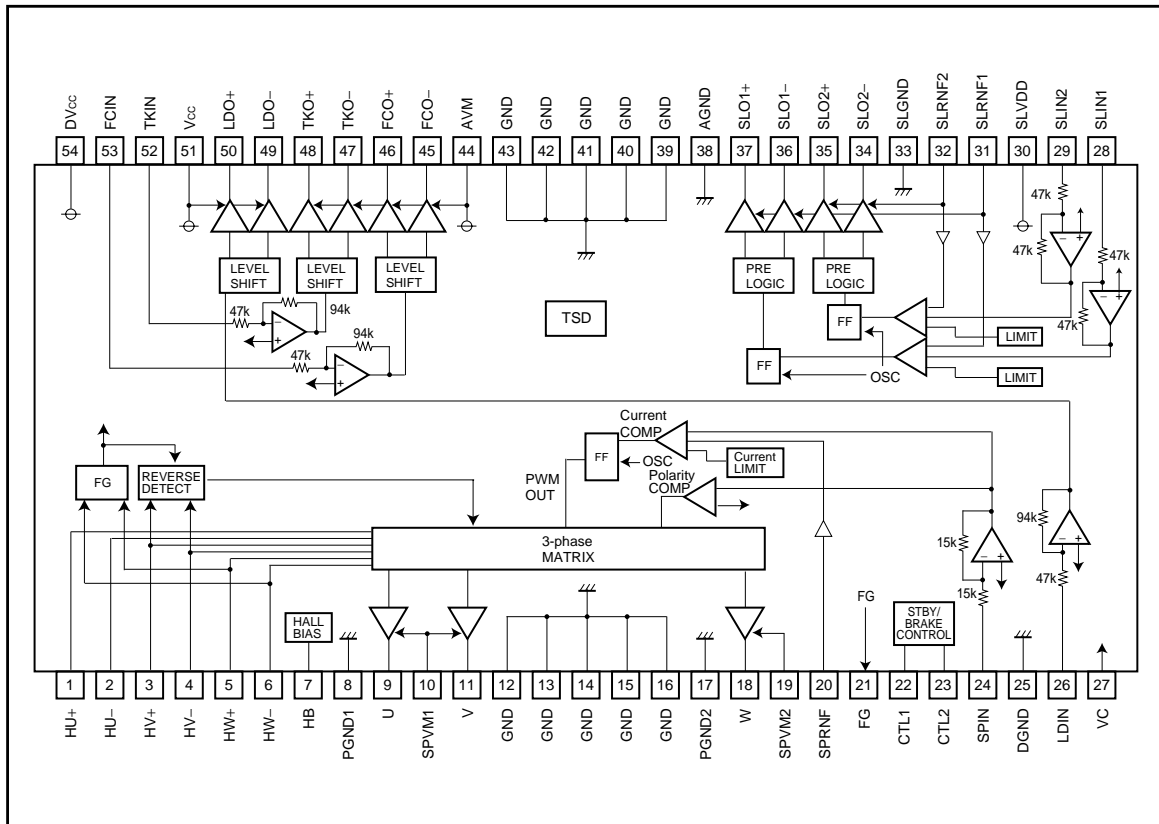 DVcc FCIN TKIN Vcc LDO+ LDO− TKO+ TKO− FCO+ FCO− AVM GND GND GND GND GND AGND SLO1+ SLO1− SLO2+ SLO2− SLGND SLRNF2 SLRNF1 SLVDD SLIN2 SLIN1
54 53 52 51 50 49 48 47 46 45 44 43 42 41 40 39 38 37 36 35 34 33 32 31 30 29 28
47k
47k
− +
47k
− +
47k
LEVEL SHIFT
LEVEL SHIFT
LEVEL SHIFT
PRE LOGIC
PRE LOGIC
47k
94k
−
+
47k
94k
−
+
TSD
FF
FF
OSC
LIMIT
LIMIT
Current
COMP
FF
OSC
Current
LIMIT
PWM
OUT
Polarity
COMP
FG
REVERSE
DETECT
3-phase
MATRIX
15k
− +
15k
94k
− +
47k
HALL
BIAS
FG
STBY/
BRAKE
CONTROL
1 2 3 4 5 6 7 8 9 10 11 12 13 14 15 16 17 18 19 20 21 22 23 24 25 26 27
HU+ HU− HV+ HV− HW+ HW− HB PGND1 U SPVM1 V GND GND GND GND GND PGND2 W SPVM2 SPRNF FG CTL1 CTL2 SPIN DGND LDIN VC